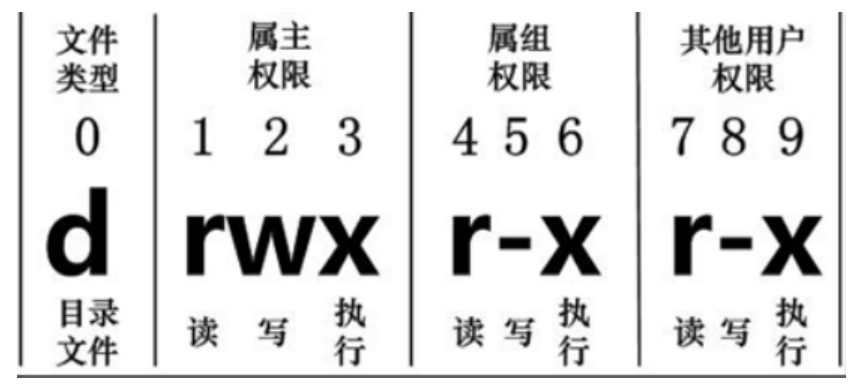 文件 属主 属组 其他用户
类型 权限 权限 权限
0 1 2 3 4 5 6 7 8 9
d rwx r-x r-x
目录 读 写 执 读 写 执 读 写 执
文件 行 行 行